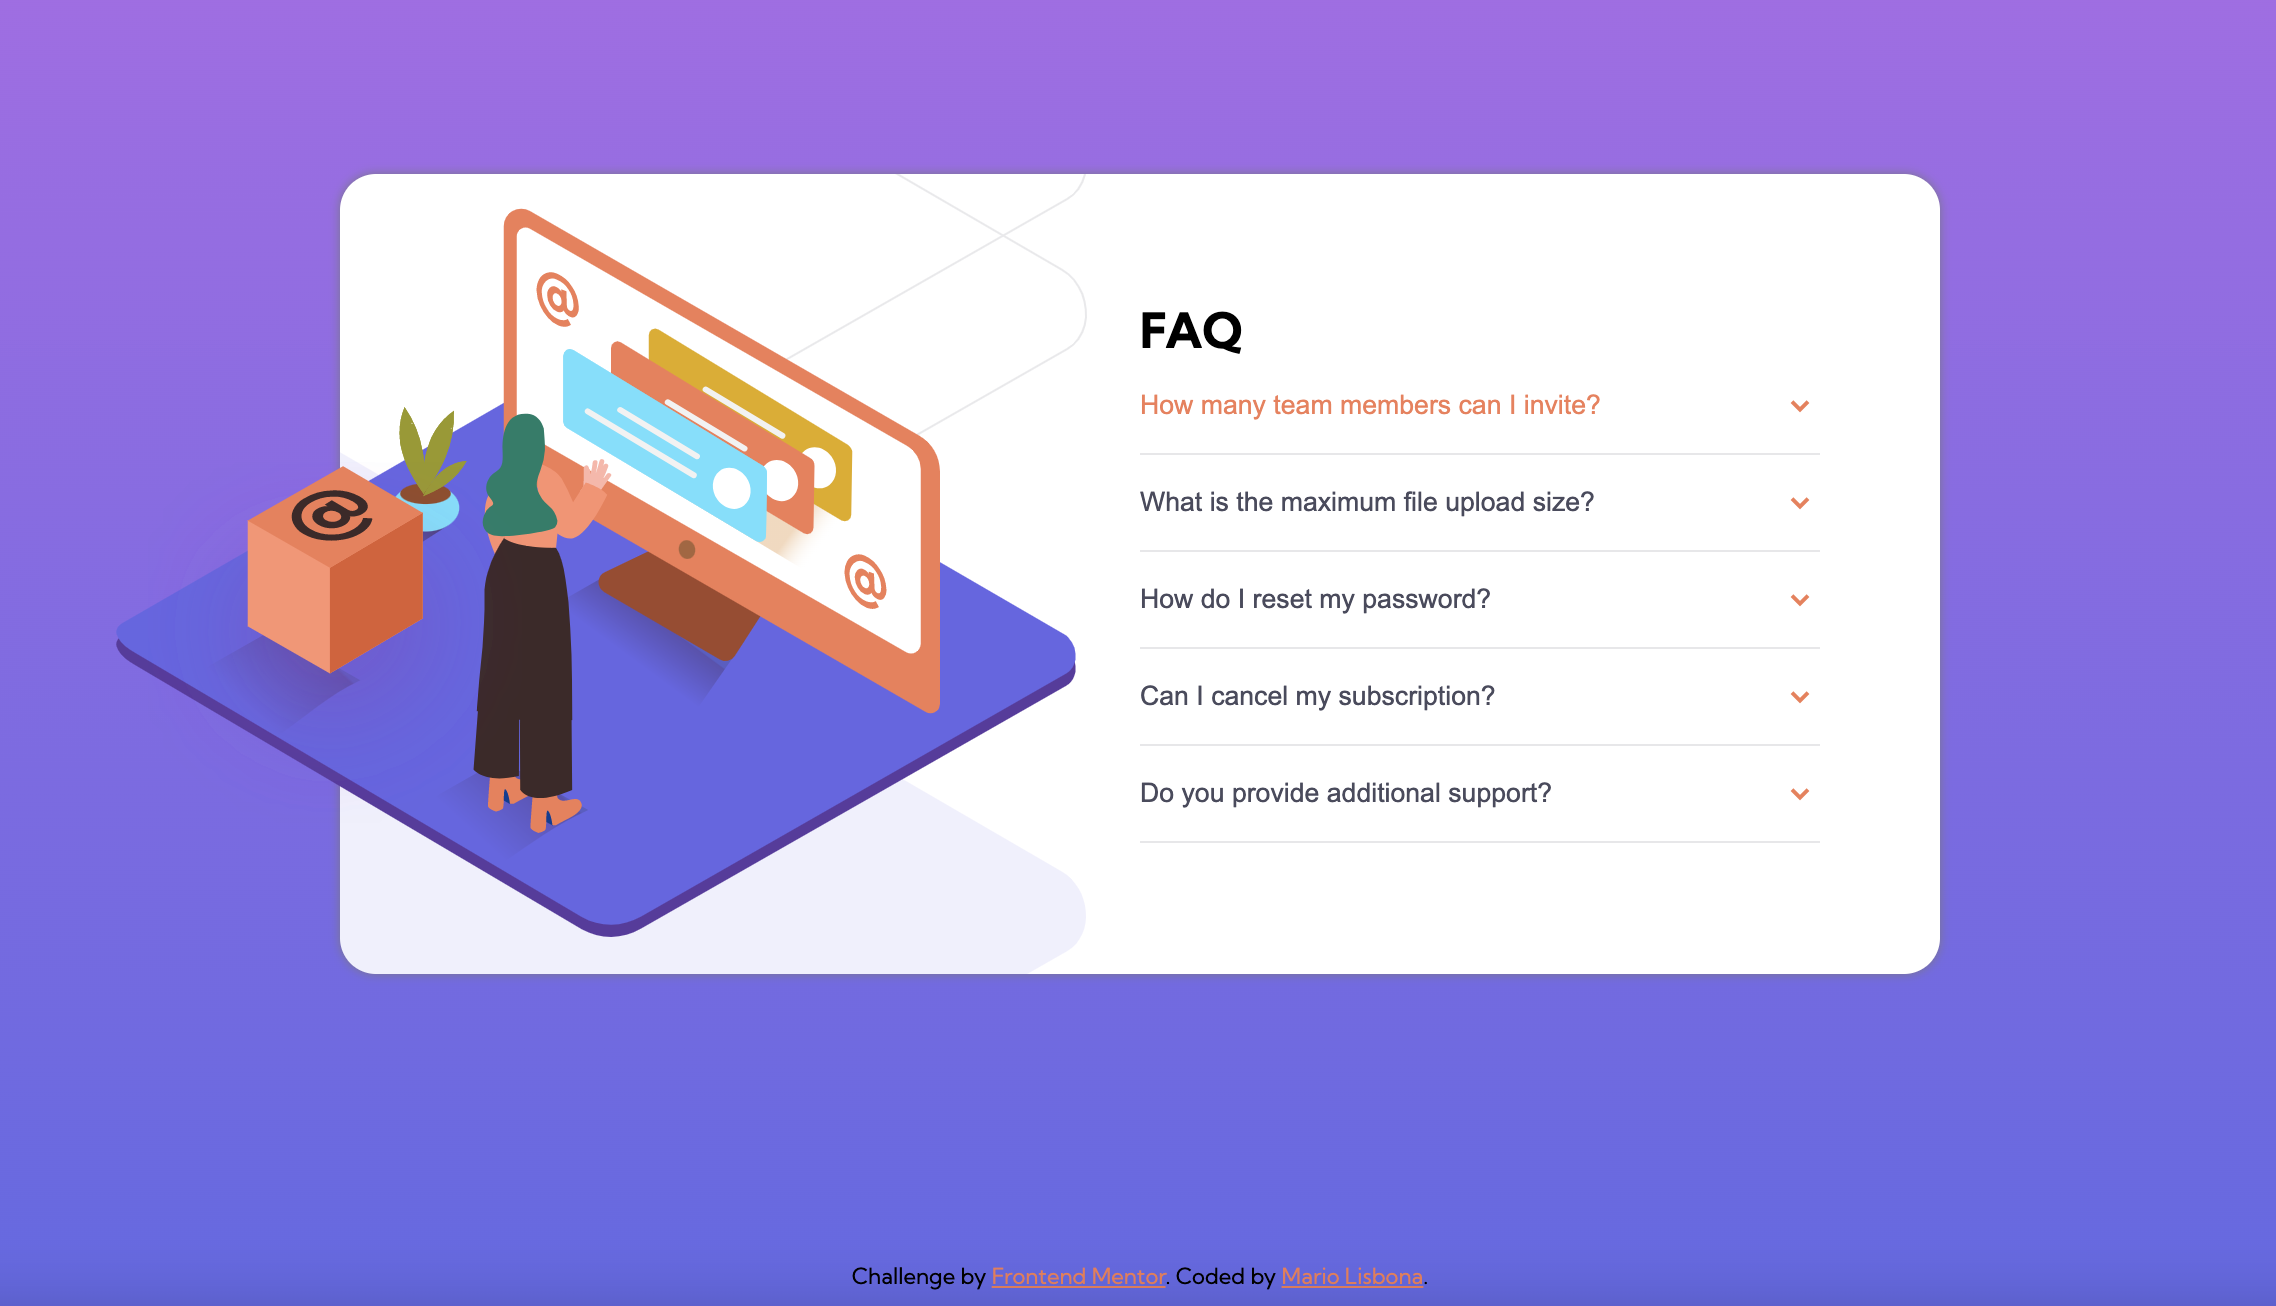 @
@
@
FAQ
How many team members can I invite?
What is the maximum file upload size?
How do I reset my password?
Can I cancel my subscription?
Do you provide additional support?
Challenge by Frontend Mentor. Coded by Mario Lisbona.